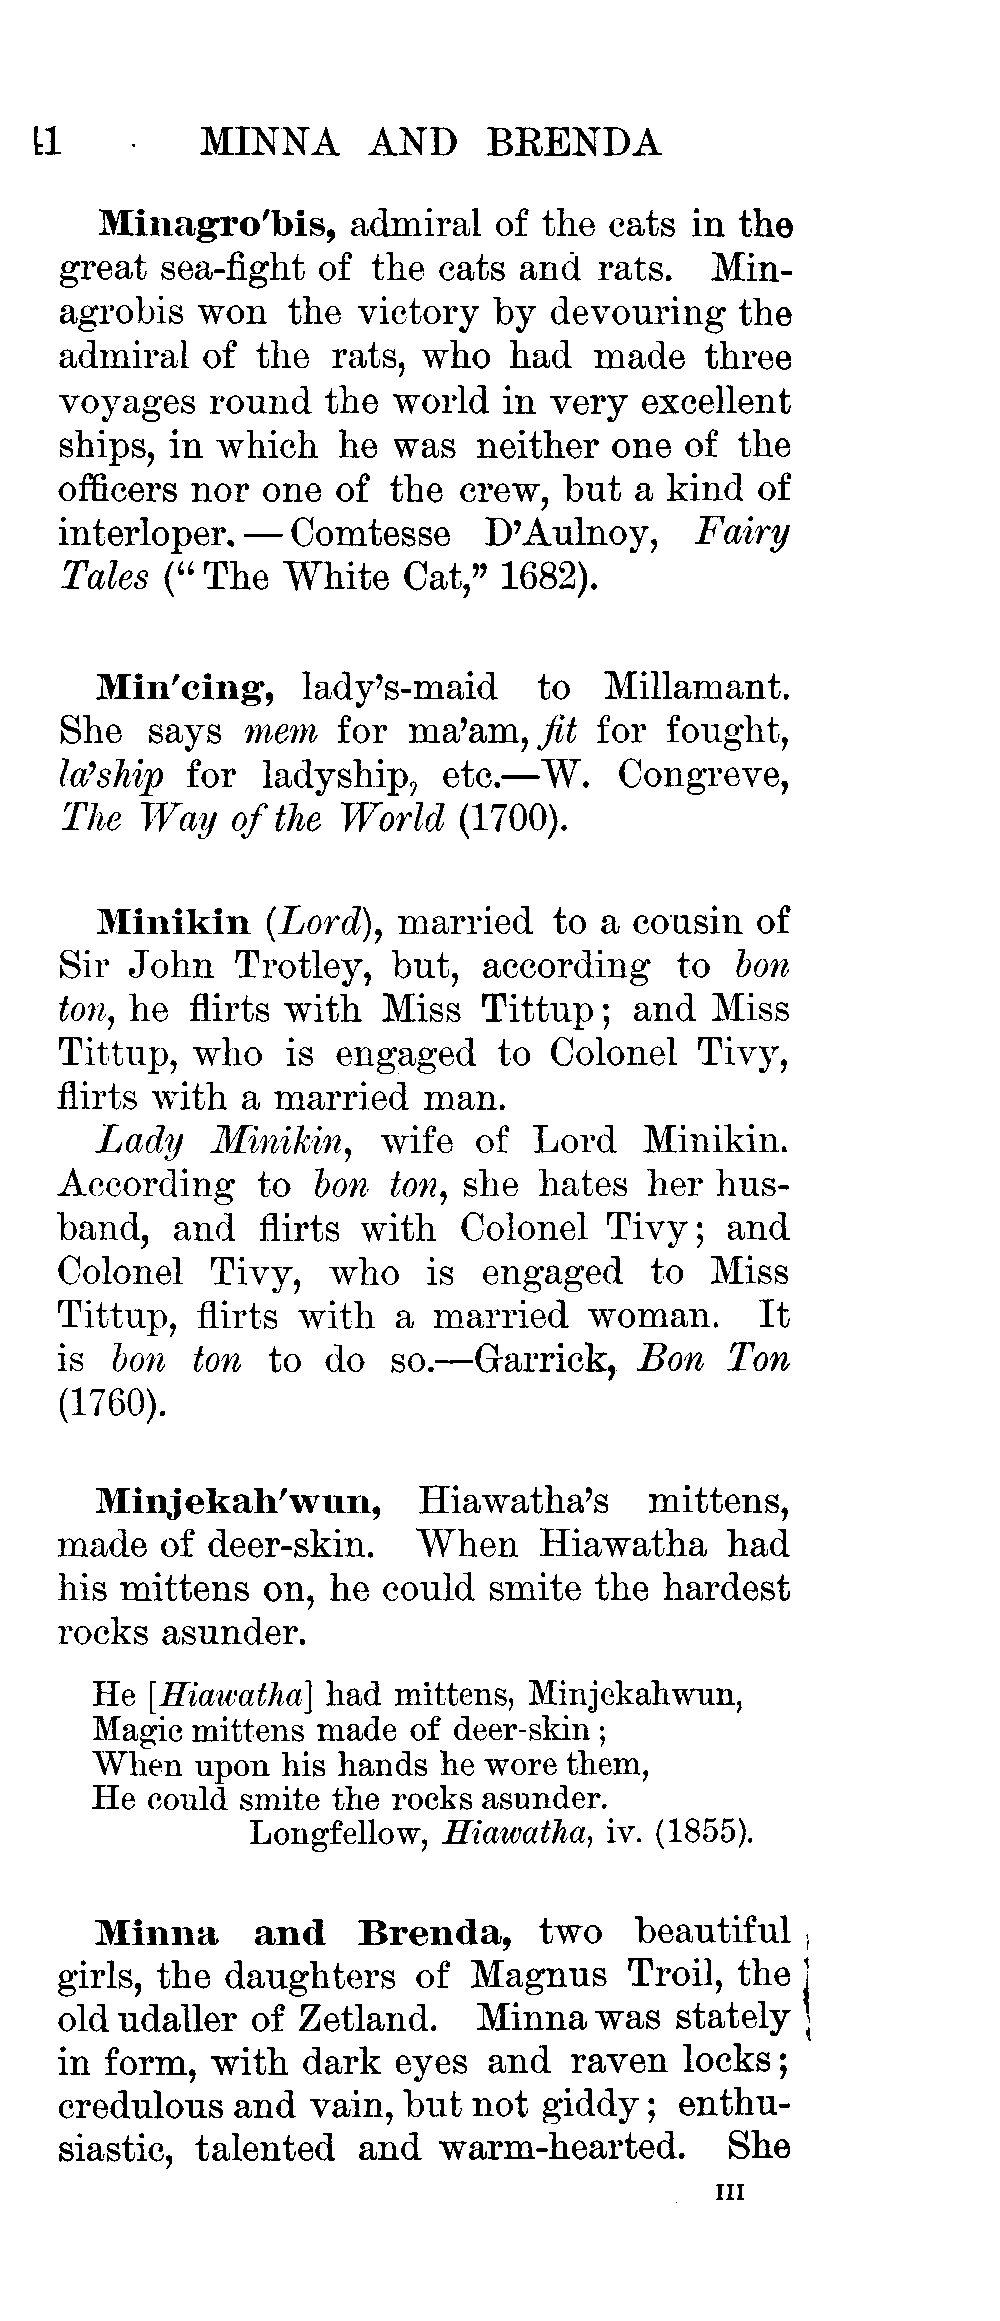 MINNA AND BRENDA
Minagro'bis, admiral of the cats in the
great sea-fight of the cats and rats. Min-
agrobis won the victory by devouring the
admiral of the rats, who had made three
voyages round the world in very excellent
ships, in which he was neither one of the
officers nor one of the crew, but a kind of
interloper.—Comtesse D'Aulnoy, Fairy
Tales ("The White Cat," 1682).
Min'cing, lady's-maid to Millamant.
She says mem for ma'am, fit for fought,
la'ship for ladyship, etc.—W. Congreve,
The Way of the World (1700).
Minikin (Lord), married to a cousin of
Sir John Trotley, but, according to bon
ton, he flirts with Miss Tittup; and Miss
Tittup, who is engaged to Colonel Tivy,
flirts with a married man.
Lady Minikin, wife of Lord Minikin.
According to bon ton, she hates her hus-
band, and flirts with Colonel Tivy; and
Colonel Tivy, who is engaged to Miss
Tittup, flirts with a married woman. It
is bon ton to do so.—Garrick, Bon Ton
(1760).
Minjekah'wun, Hiawatha's mittens,
made of deer-skin. When Hiawatha had
his mittens on, he could smite the hardest
rocks asunder.
He [Hiawatha] had mittens, Minjekahwun,
Magic mittens made of deer-skin;
When upon his hands he wore them,
He could smite the rocks asunder.
Longfellow, Hiawatha, iv. (1855).
Minna and Brenda, two beautiful
girls, the daughters of Magnus Troil, the
old udaller of Zetland. Minna was stately
in form, with dark eyes and raven locks;
credulous and vain, but not giddy; enthu-
siastic, talented and warm-hearted. She
III